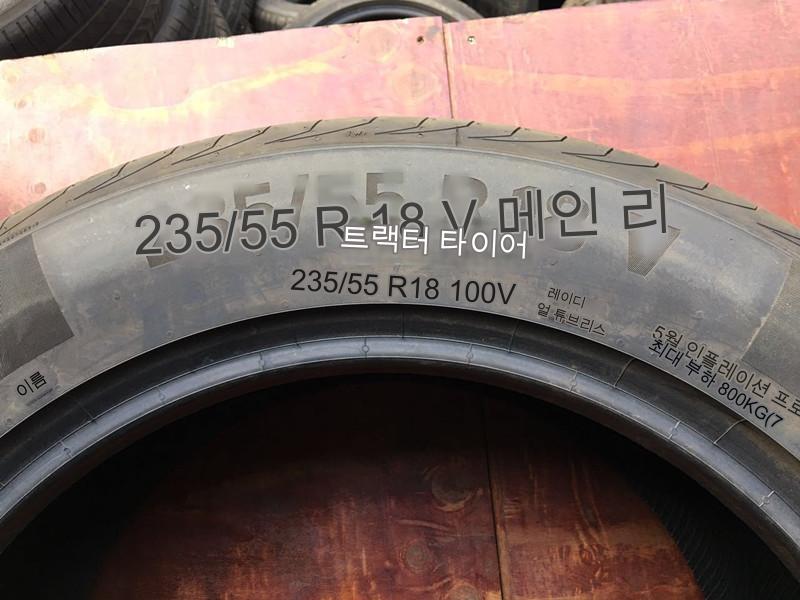 235/55 R 18 V 메인 리
트랙터 타이어
235/55 R18 100V
레이디
얼 튜브리스
5월 인플레이션 프로
최대 부하 800KG(7
이름